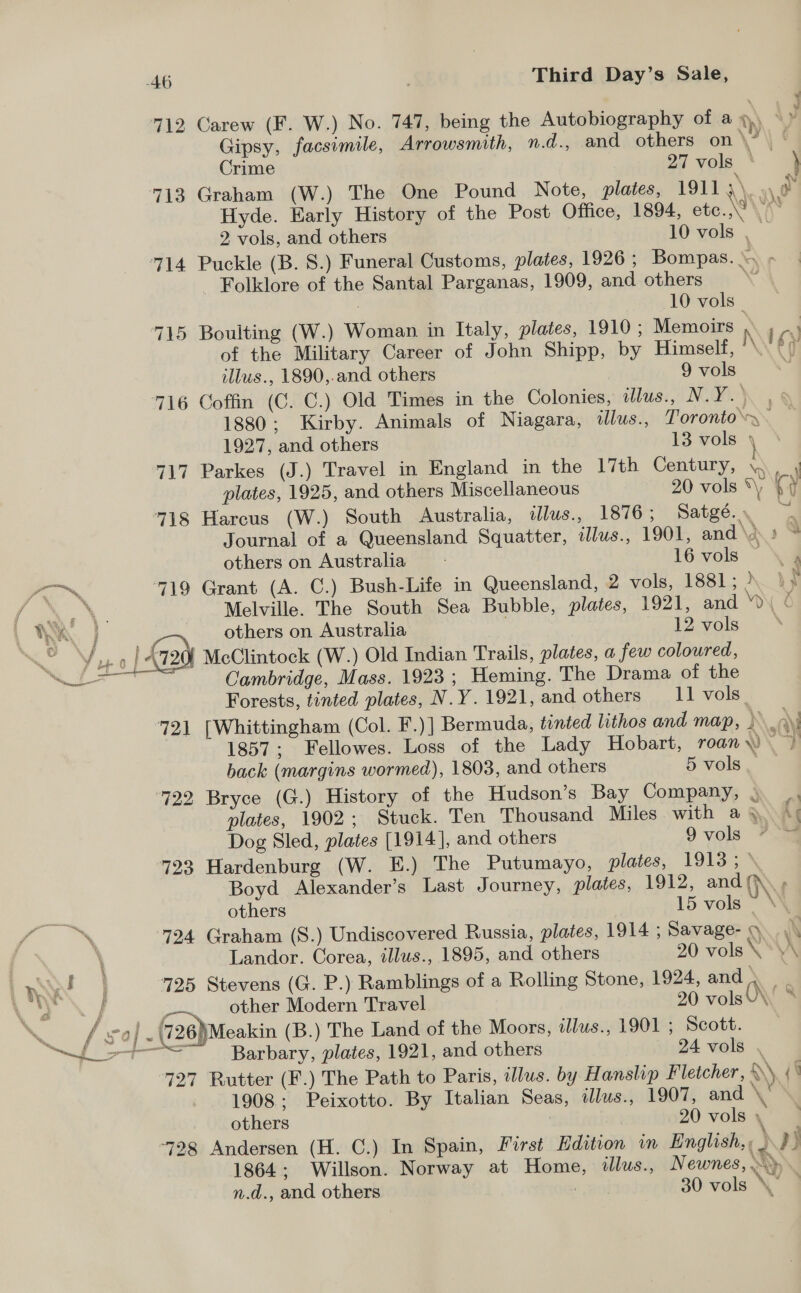 46 Third Day’s Sale,
712 Carew (F. W.) No. 747, being the Autobiography of a
Gipsy, facsimile, Arrowsmith, n.d., and others on
Crime 27 vols
713 Graham (W.) The One Pound Note, plates, 1911;
Hyde. Early History of the Post Office, 1894, etc.,
2 vols, and others 10 vols
714 Puckle (B. S.) Funeral Customs, plates, 1926; Bompas.
Folklore of the Santal Parganas, 1909, and others
10 vols
715 Boulting (W.) Woman in Italy, plates, 1910; Memoirs
of the Military Career of John Shipp, by Himself,
illus., 1890, and others 9 vols
716 Coffin (C. C.) Old Times in the Colonies, illus., N.Y.
1880; Kirby. Animals of Niagara, illus., Toronto
1927, and others 13 vols
717 Parkes (J.) Travel in England in the 17th Century,
plates, 1925, and others Miscellaneous 20 vols
718 Harcus (W.) South Australia, illus., 1876; Satgé.
Journal of a Queensland Squatter, illus., 1901, and
others on Australia 16 vols
719 Grant (A. C.) Bush-Life in Queensland, 2 vols, 1881;
Melville. The South Sea Bubble, plates, 1921, and
others on Australia 12 vols
720 McClintock (W.) Old Indian Trails, plates, a few coloured,
Cambridge, Mass. 1923; Heming. The Drama of the
Forests, tinted plates, N.Y. 1921, and others 11 vols
721 [Whittingham (Col. F.)] Bermuda, tinted lithos and map,
1857; Fellowes. Loss of the Lady Hobart, roan
back (margins wormed), 1803, and others 5 vols
722 Bryce (G.) History of the Hudson’s Bay Company,
plates, 1902; Stuck. Ten Thousand Miles with a
Dog Sled, plates [1914], and others 9 vols
723 Hardenburg (W. E.) The Putumayo, plates, 1913;
Boyd Alexander’s Last Journey, plates, 1912, and
others 15 vols
724 Graham (S.) Undiscovered Russia, plates, 1914; Savage-
Landor. Corea, illus., 1895, and others 20 vols
725 Stevens (G. P.) Ramblings of a Rolling Stone, 1924, and
other Modern Travel 20 vols
726 Meakin (B.) The Land of the Moors, illus., 1901; Scott.
Barbary, plates, 1921, and others 24 vols
727 Rutter (F.) The Path to Paris, illus. by Hanslip Fletcher,
1908; Peixotto. By Italian Seas, illus., 1907, and
others 20 vols
728 Andersen (H. C.) In Spain, First Edition in English,
1864; Willson. Norway at Home, illus., Newnes,
n.d., and others 30 vols